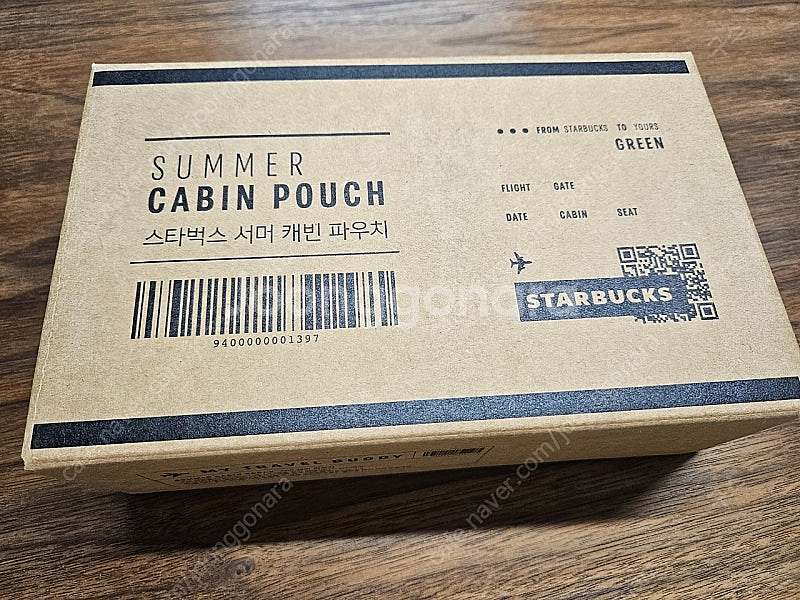 SUMMER
CABIN POUCH
스타벅스 서머 캐빈 파우치
9400000001397
••• FROM STARBUCKS TO YOURS
GREEN
FLIGHT GATE
DATE CABIN SEAT
STARBUCKS
MY TRAVEL BUDDY